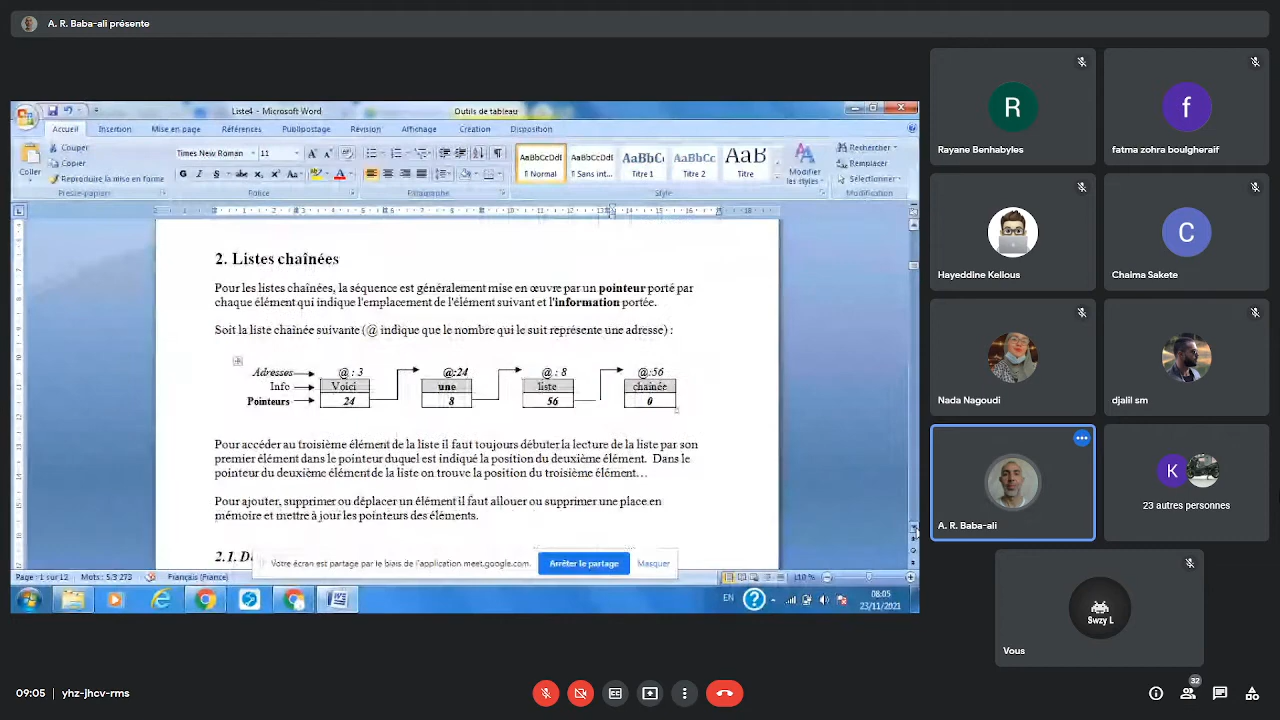 A. R. Baba-ali présente
Liste4 - Microsoft Word
Outils de tableau
Accueil Insertion Mise en page Références Publipostage Révision Affichage Création Disposition
Coller
Couper
Copier
Reproduire la mise en forme
Presse-papiers
Times New Roman 11
Police
Paragraphe
AaBbCcDdI AaBbCcDdI AaBbC AaBbCc AaB
¶ Normal ¶ Sans int... Titre 1 Titre 2 Titre
Modifier les styles
Style
Rechercher
Remplacer
Sélectionner
Modification
2. Listes chaînées
Pour les listes chaînées, la séquence est généralement mise en œuvre par un pointeur porté par
chaque élément qui indique l'emplacement de l'élément suivant et l'information portée.
Soit la liste chaînée suivante (@ indique que le nombre qui le suit représente une adresse) :
Adresses @ : 3 @:24 @ : 8 @:56
Info Voici une liste chaînée
Pointeurs 24 8 56 0
Pour accéder au troisième élément de la liste il faut toujours débuter la lecture de la liste par son
premier élément dans le pointeur duquel est indiqué la position du deuxième élément. Dans le
pointeur du deuxième élément de la liste on trouve la position du troisième élément…
Pour ajouter, supprimer ou déplacer un élément il faut allouer ou supprimer une place en
mémoire et mettre à jour les pointeurs des éléments.
2.1. D
Votre écran est partagé par le biais de l'application meet.google.com.
Arrêter le partage
Masquer
Page : 1 sur 12 Mots : 5/3 273 Français (France) 110 %
EN
08:05
23/11/2021
R
Rayane Benhabyles
f
fatma zohra boulgheraif
Hayeddine Kellous
C
Chaima Sakete
Nada Nagoudi
djalil sm
A. R. Baba-ali
K
23 autres personnes
Swzy L
Vous
09:05 | yhz-jhcv-rms
32